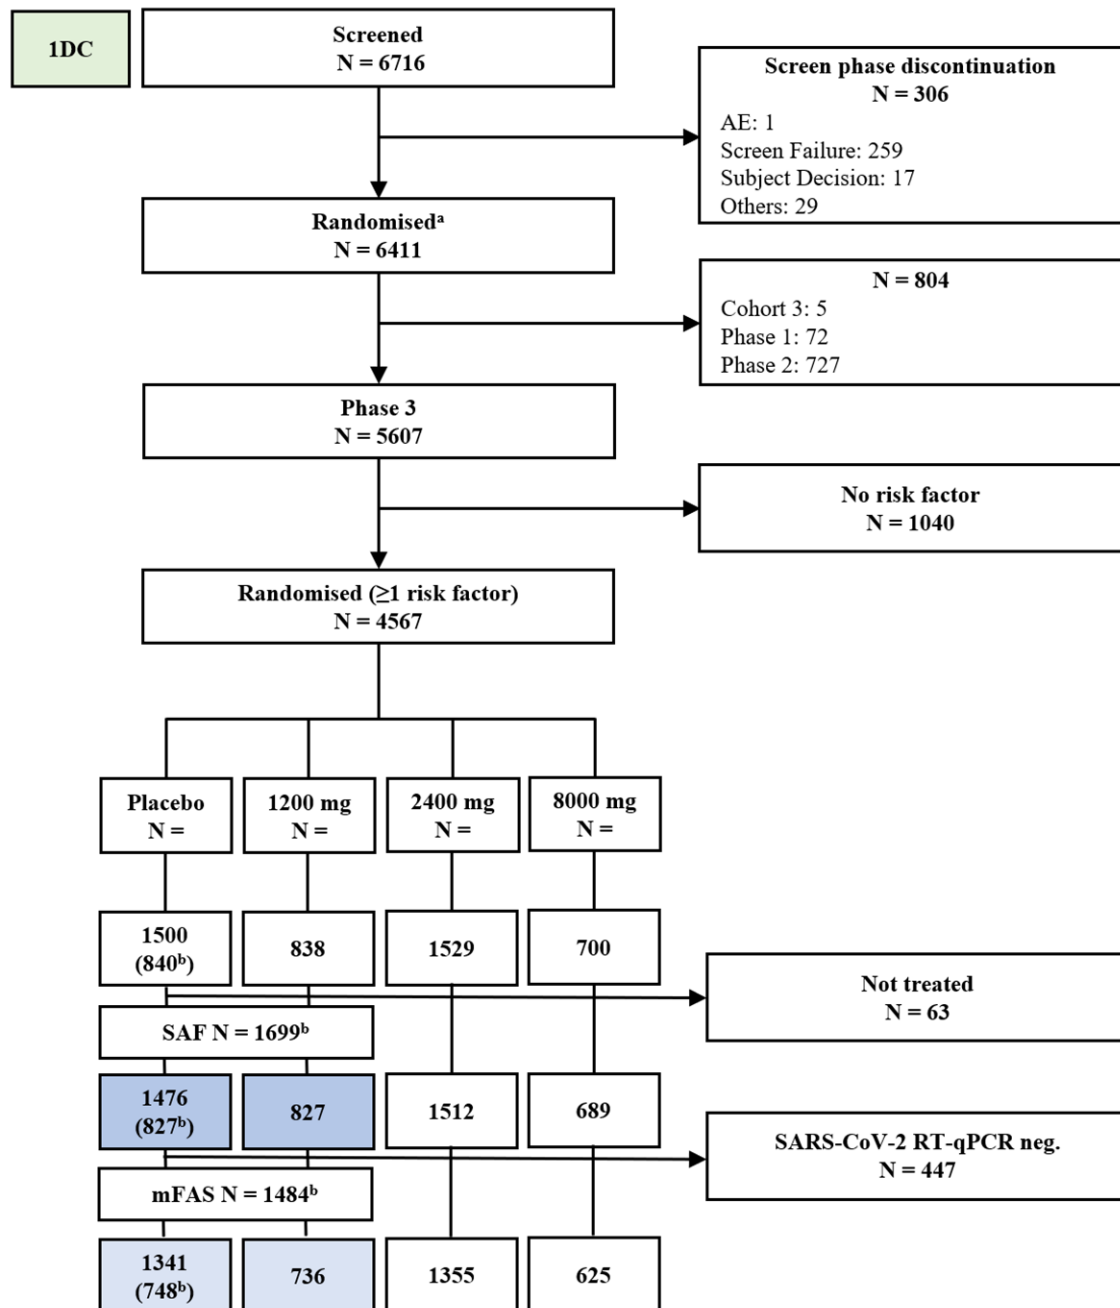 1DC
Screened
N = 6716
Screen phase discontinuation
N = 306
AE: 1
Screen Failure: 259
Subject Decision: 17
Others: 29
Randomisedᵃ
N = 6411
N = 804
Cohort 3: 5
Phase 1: 72
Phase 2: 727
Phase 3
N = 5607
No risk factor
N = 1040
Randomised (≥1 risk factor)
N = 4567
Placebo
N =
1200 mg
N =
2400 mg
N =
8000 mg
N =
1500
(840ᵇ)
838
1529
700
Not treated
N = 63
SAF N = 1699ᵇ
1476
(827ᵇ)
827
1512
689
SARS-CoV-2 RT-qPCR neg.
N = 447
mFAS N = 1484ᵇ
1341
(748ᵇ)
736
1355
625